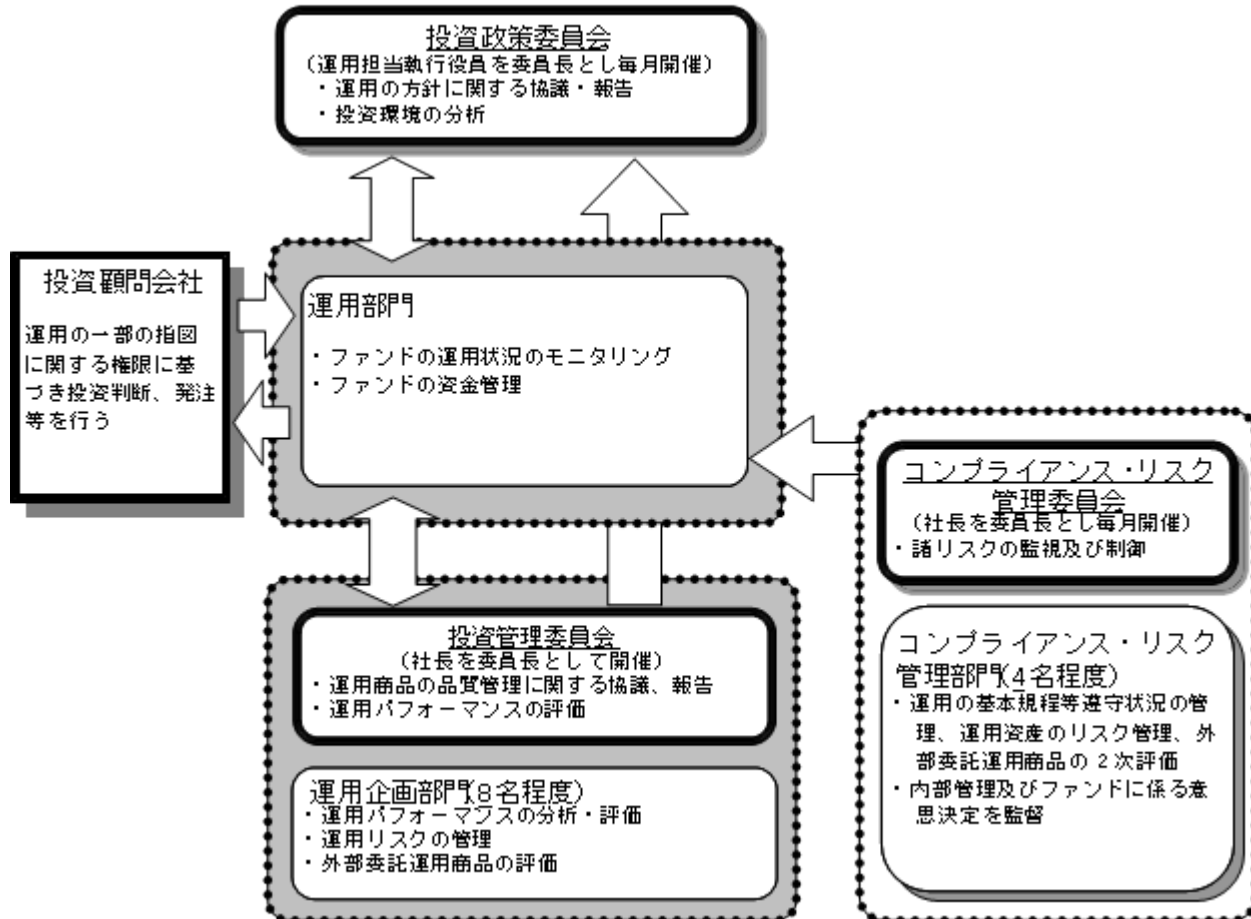 投資政策委員会
(運用担当執行役員を委員長とし毎月開催)
・運用の方針に関する協議・報告
・投資環境の分析
投資顧問会社
運用の一部の指図
に関する権限に基
づき投資判断、発注
等を行う
運用部門
・ファンドの運用状況のモニタリング
・ファンドの資金管理
コンプライアンス・リスク
管理委員会
(社長を委員長とし毎月開催)
・諸リスクの監視及び制御
投資管理委員会
(社長を委員長として開催)
・運用商品の品質管理に関する協議、報告
・運用パフォーマンスの評価
コンプライアンス・リスク
管理部門(4名程度)
・運用の基本規程等遵守状況の管
理、運用資産のリスク管理、外
部委託運用商品の2次評価
・内部管理及びファンドに係る意
思決定を監督
運用企画部門(8名程度)
・運用パフォーマンスの分析・評価
・運用リスクの管理
・外部委託運用商品の評価